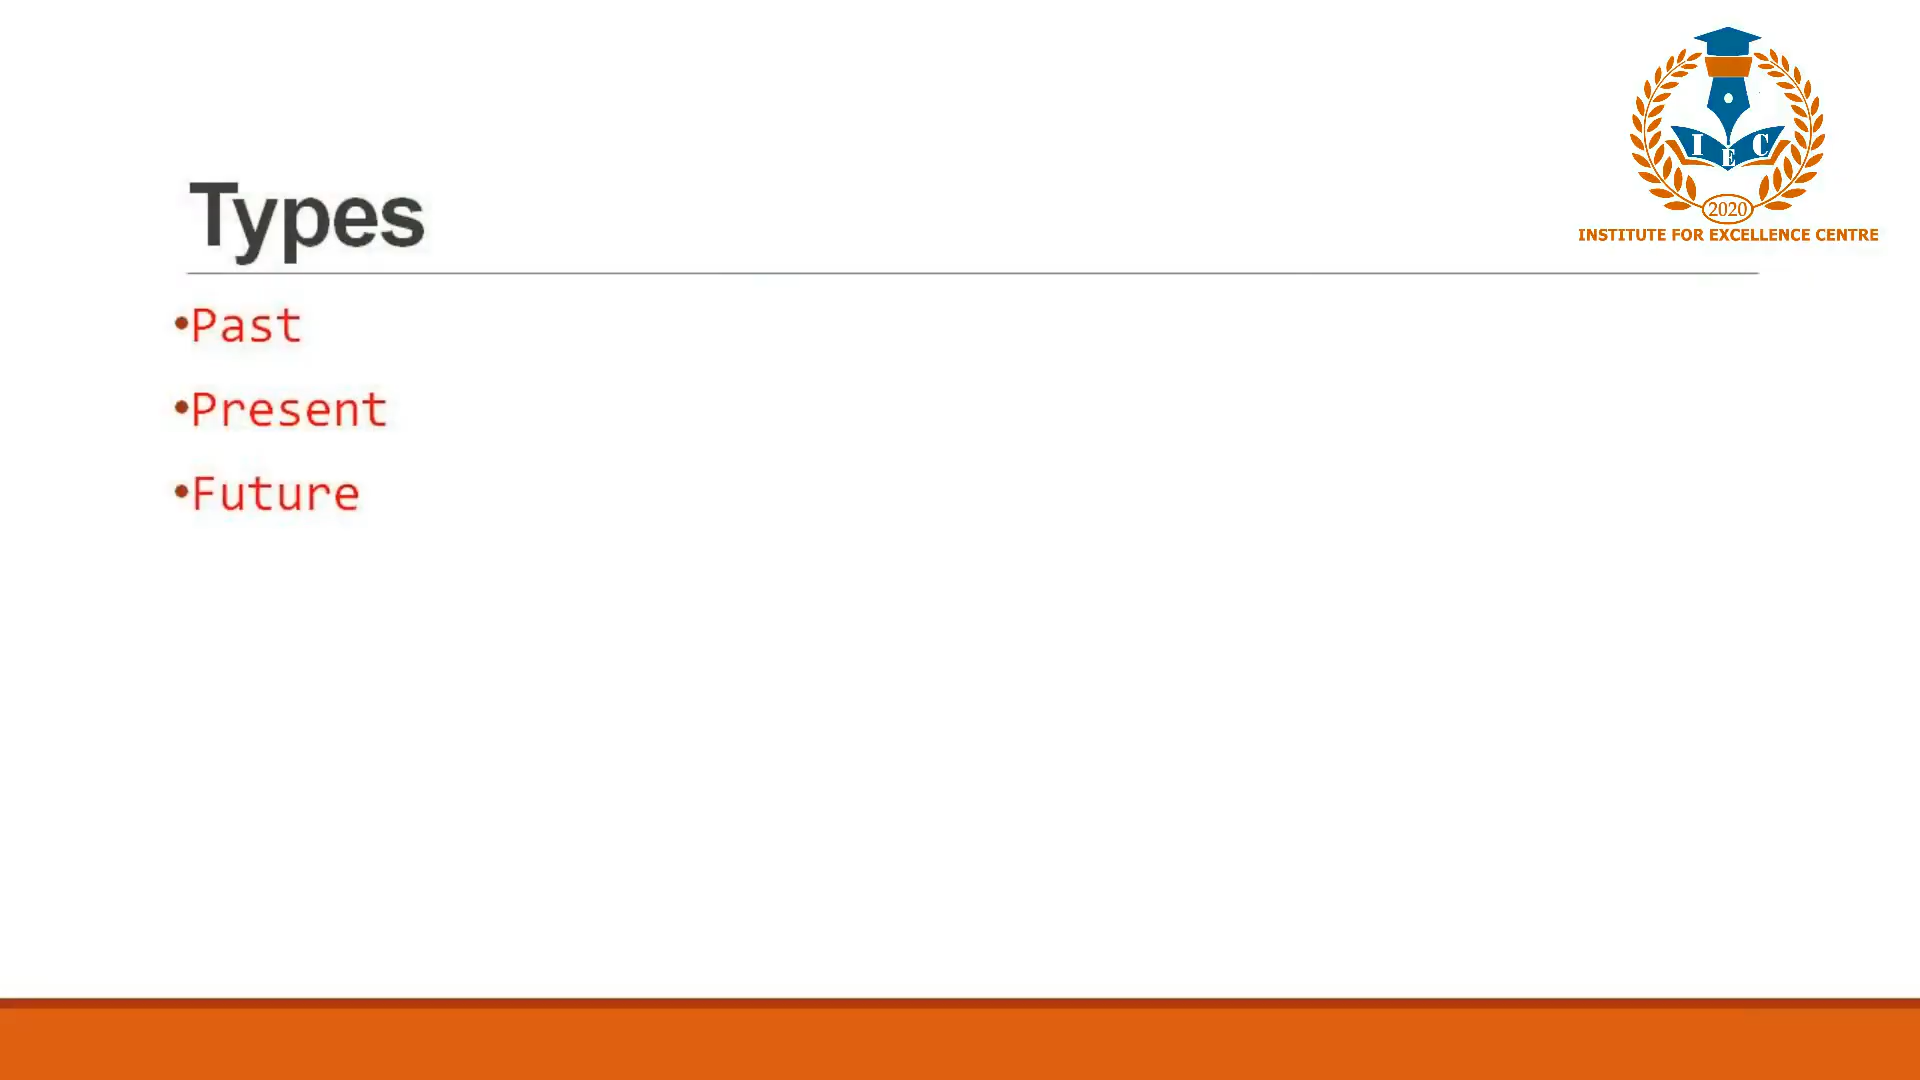 I E C
2020
INSTITUTE FOR EXCELLENCE CENTRE
Types
•Past
•Present
•Future